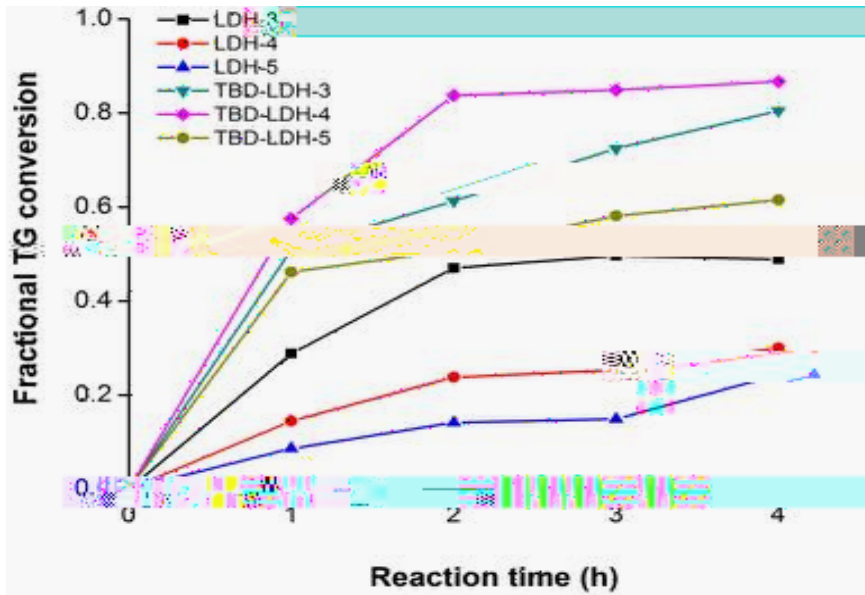 1.0
LDH-3
LDH-4
LDH-5
TBD-LDH-3
TBD-LDH-4
TBD-LDH-5
0.8
0.6
0.4
0.2
Fractional TG conversion
0
1
2
3
4
Reaction time (h)